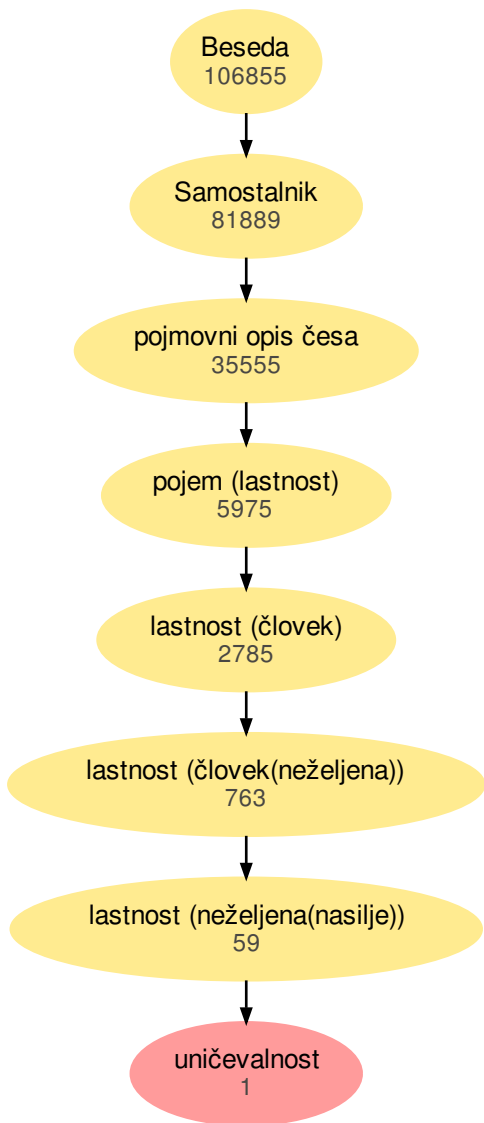 Beseda
106855
Samostalnik
81889
pojmovni opis česa
35555
pojem (lastnost)
5975
lastnost (človek)
2785
lastnost (človek(neželjena))
763
lastnost (neželjena(nasilje))
59
uničevalnost
1